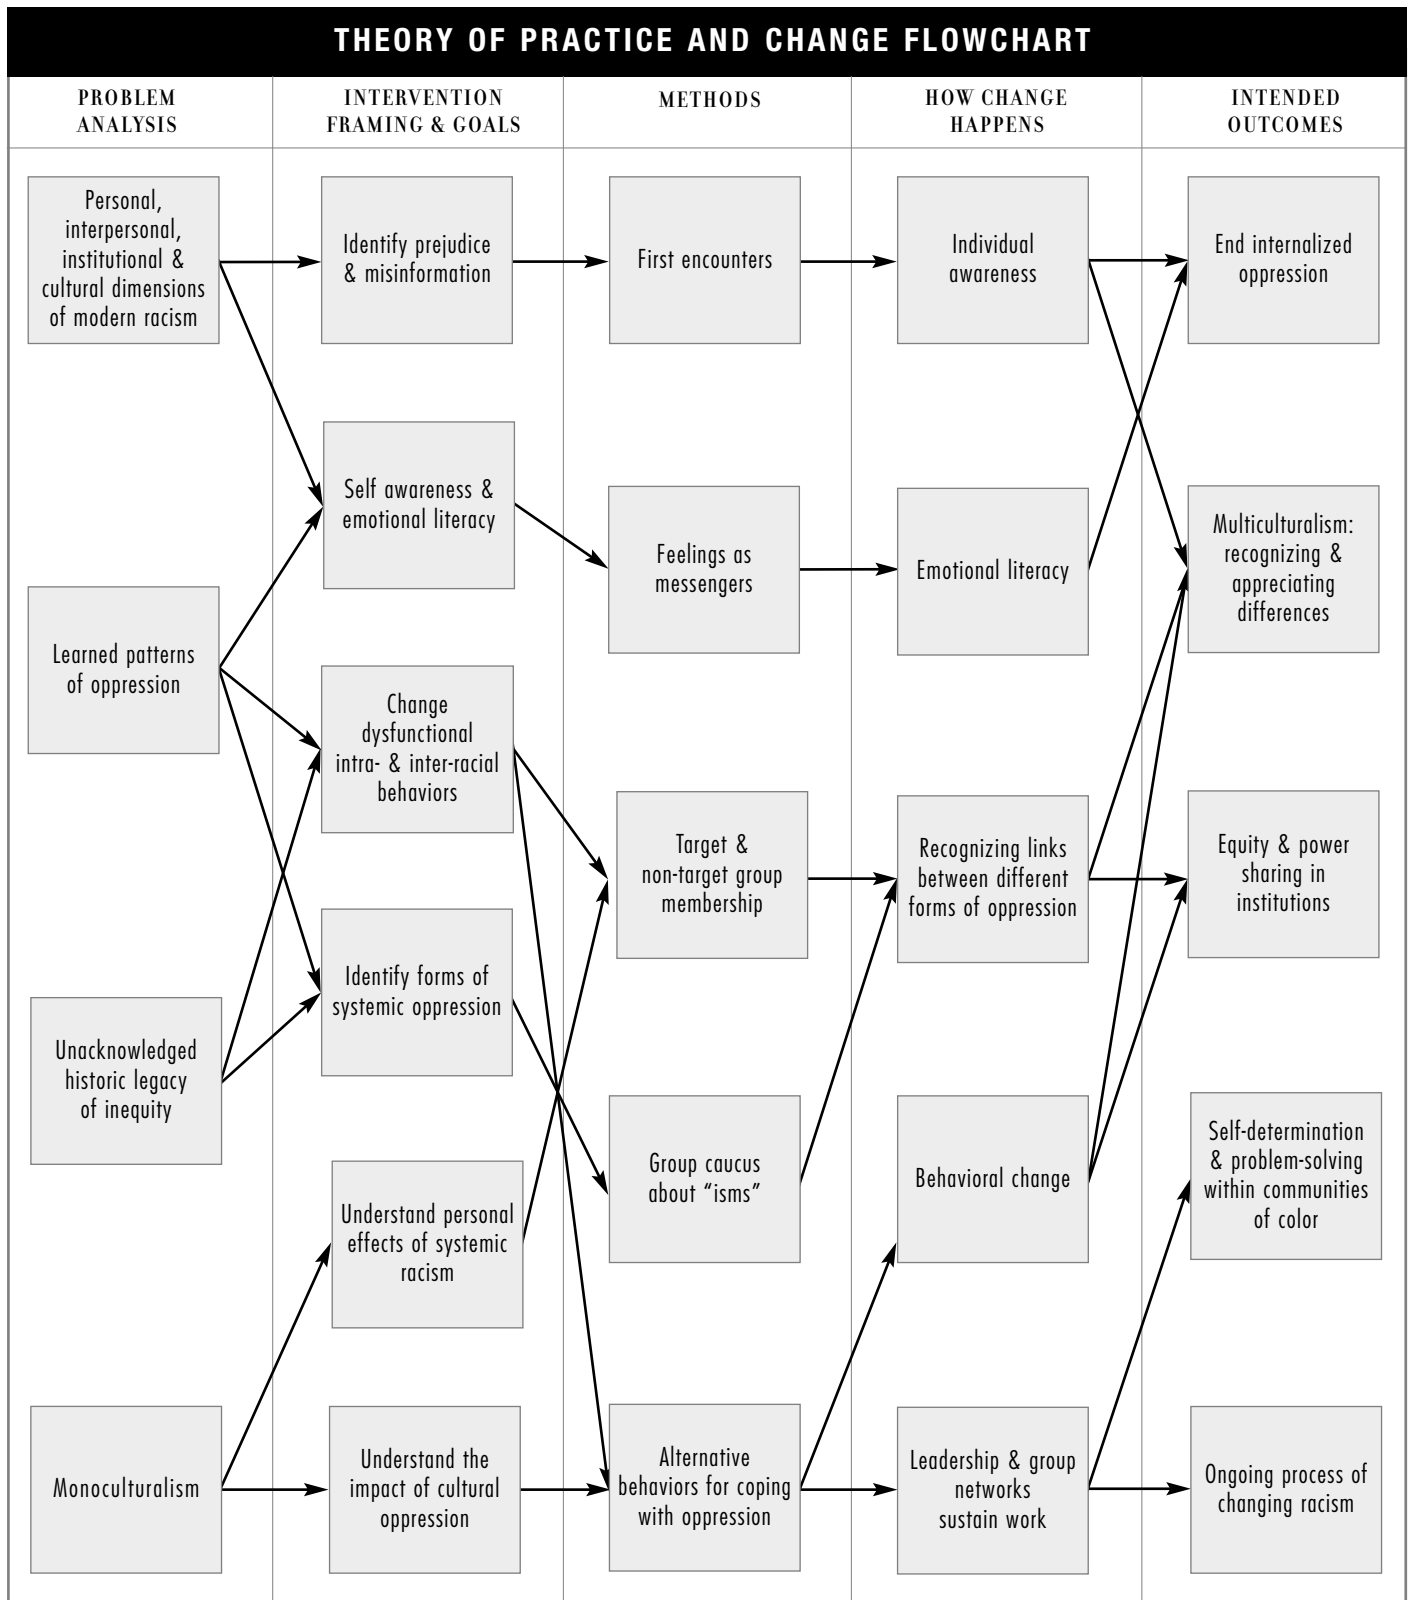 THEORY OF PRACTICE AND CHANGE FLOWCHART
PROBLEM
ANALYSIS
INTERVENTION
FRAMING & GOALS
METHODS
HOW CHANGE
HAPPENS
INTENDED
OUTCOMES
Personal,
interpersonal,
institutional &
cultural dimensions
of modern racism
Learned patterns
of oppression
Unacknowledged
historic legacy
of inequity
Monoculturalism
Identify prejudice
& misinformation
Self awareness &
emotional literacy
Change
dysfunctional
intra- & inter-racial
behaviors
Identify forms of
systemic oppression
Understand personal
effects of systemic
racism
Understand the
impact of cultural
oppression
First encounters
Feelings as
messengers
Target &
non-target group
membership
Group caucus
about “isms”
Alternative
behaviors for coping
with oppression
Individual
awareness
Emotional literacy
Recognizing links
between different
forms of oppression
Behavioral change
Leadership & group
networks
sustain work
End internalized
oppression
Multiculturalism:
recognizing &
appreciating
differences
Equity & power
sharing in
institutions
Self-determination
& problem-solving
within communities
of color
Ongoing process of
changing racism